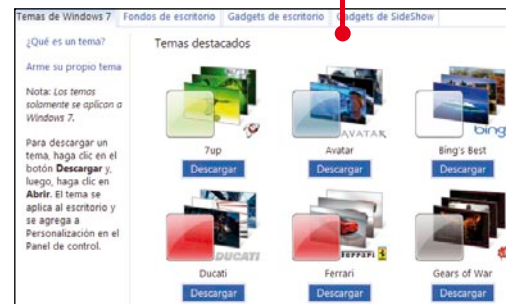 Temas de Windows 7 Fondos de escritorio Gadgets de escritorio Gadgets de SideShow
¿Qué es un tema?
Arme su propio tema
Nota: Los temas
solamente se aplican a
Windows 7.
Para descargar un
tema, haga clic en el
botón Descargar y,
luego, haga clic en
Abrir. El tema se
aplica al escritorio y
se agrega a
Personalización en el
Panel de control.
Temas destacados
AVATAR bing
7up Avatar Bing's Best
Descargar Descargar Descargar
DUCATI Ferrari
Ducati Ferrari Gears of War
Descargar Descargar Descargar